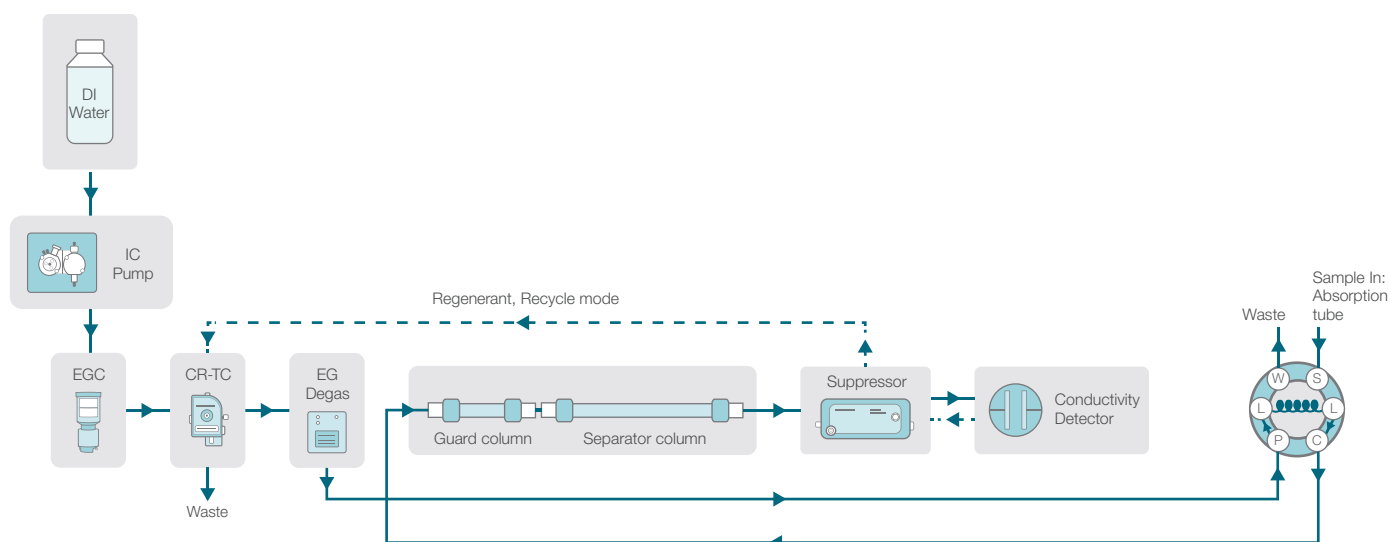 DI
Water
IC
Pump
Regenerant, Recycle mode
Sample In:
Absorption
tube
Waste
EGC
CR-TC
EG
Degas
Suppressor
Guard column
Separator column
Conductivity
Detector
W
S
L
L
P
C
Waste